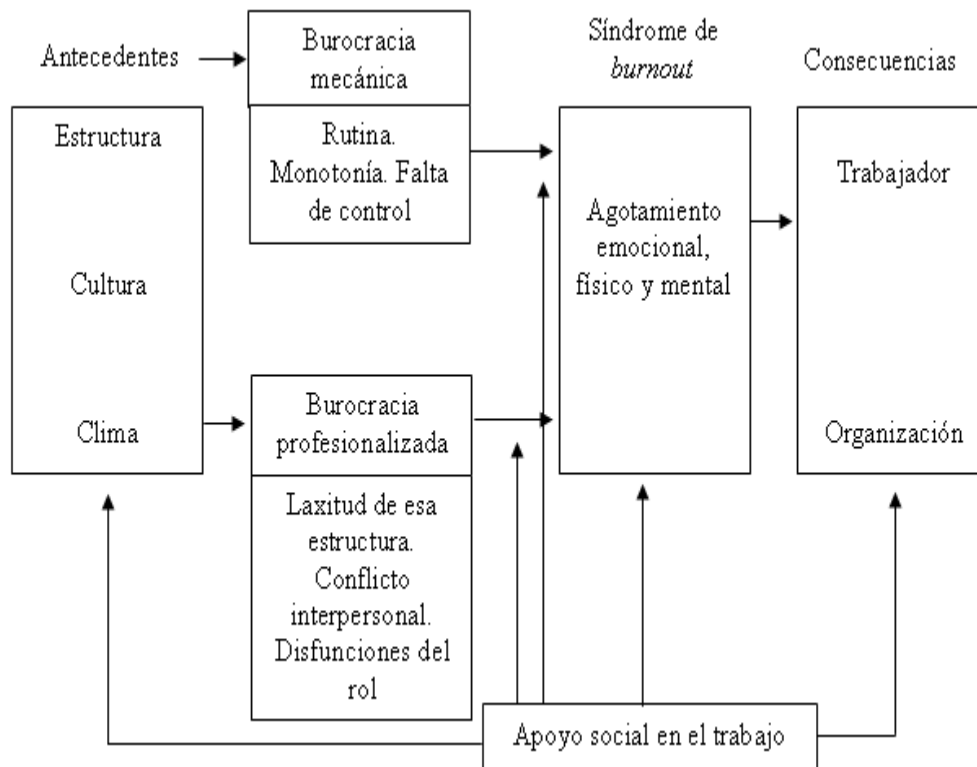 Antecedentes
Estructura
Cultura
Clima
Burocracia
mecánica
Rutina.
Monotonía. Falta
de control
Burocracia
profesionalizada
Laxitud de esa
estructura.
Conflicto
interpersonal.
Disfunciones del
rol
Síndrome de
burnout
Agotamiento
emocional,
físico y mental
Consecuencias
Trabajador
Organización
Apoyo social en el trabajo